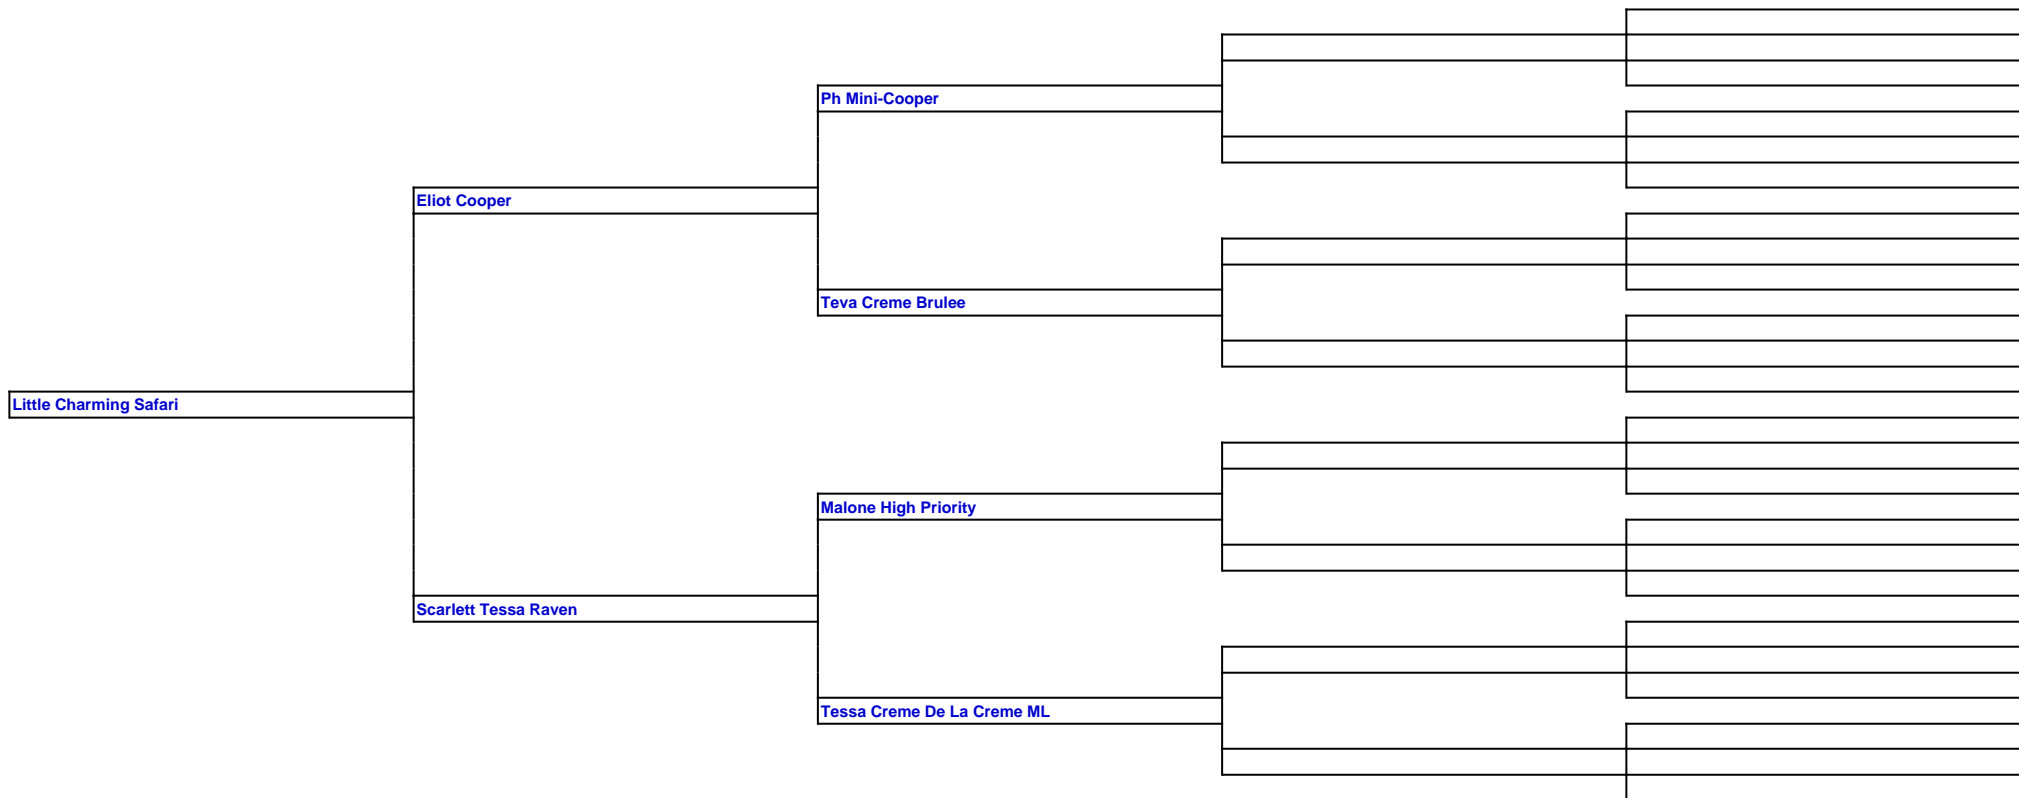 Ph Mini-Cooper
Eliot Cooper
Teva Creme Brulee
Little Charming Safari
Malone High Priority
Scarlett Tessa Raven
Tessa Creme De La Creme ML